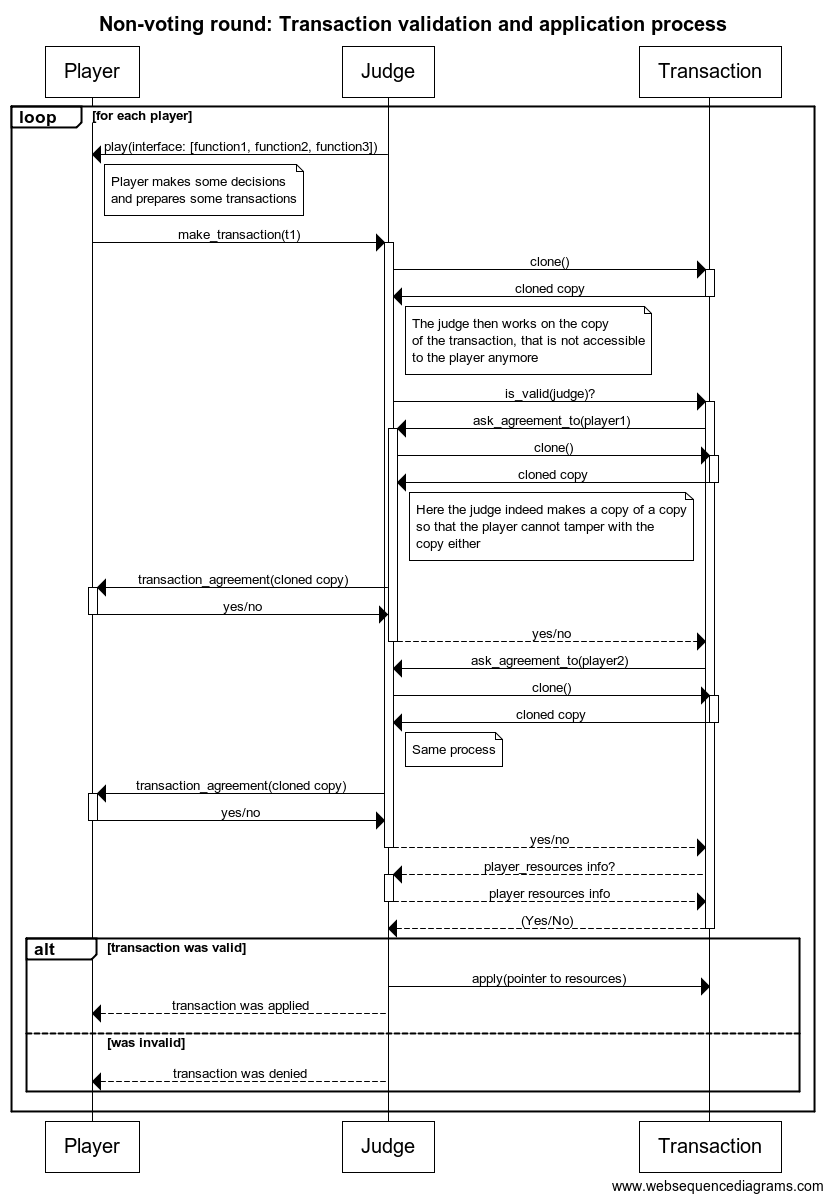 Non-voting round: Transaction validation and application process
Player
Judge
Transaction
loop
[for each player]
play(interface: [function1, function2, function3])
Player makes some decisions
and prepares some transactions
make_transaction(t1)
clone()
cloned copy
The judge then works on the copy
of the transaction, that is not accessible
to the player anymore
is_valid(judge)?
ask_agreement_to(player1)
clone()
cloned copy
Here the judge indeed makes a copy of a copy
so that the player cannot tamper with the
copy either
transaction_agreement(cloned copy)
yes/no
yes/no
ask_agreement_to(player2)
clone()
cloned copy
Same process
transaction_agreement(cloned copy)
yes/no
yes/no
player_resources info?
player resources info
(Yes/No)
alt
[transaction was valid]
apply(pointer to resources)
transaction was applied
[was invalid]
transaction was denied
Player
Judge
Transaction
www.websequencediagrams.com